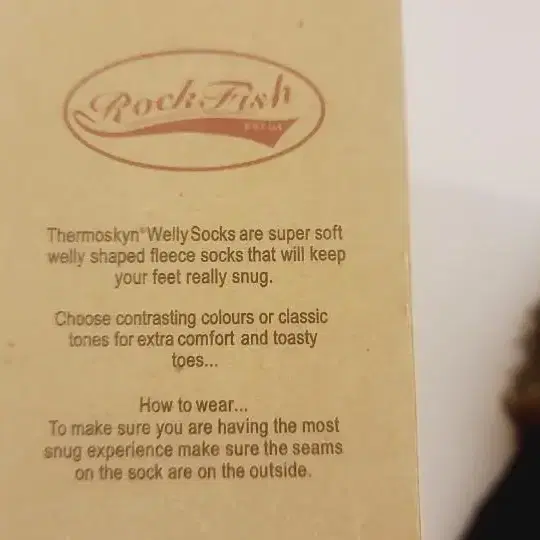 RockFish
Thermoskyn® Welly Socks are super soft
welly shaped fleece socks that will keep
your feet really snug.
Choose contrasting colours or classic
tones for extra comfort and toasty
toes...
How to wear...
To make sure you are having the most
snug experience make sure the seams
on the sock are on the outside.